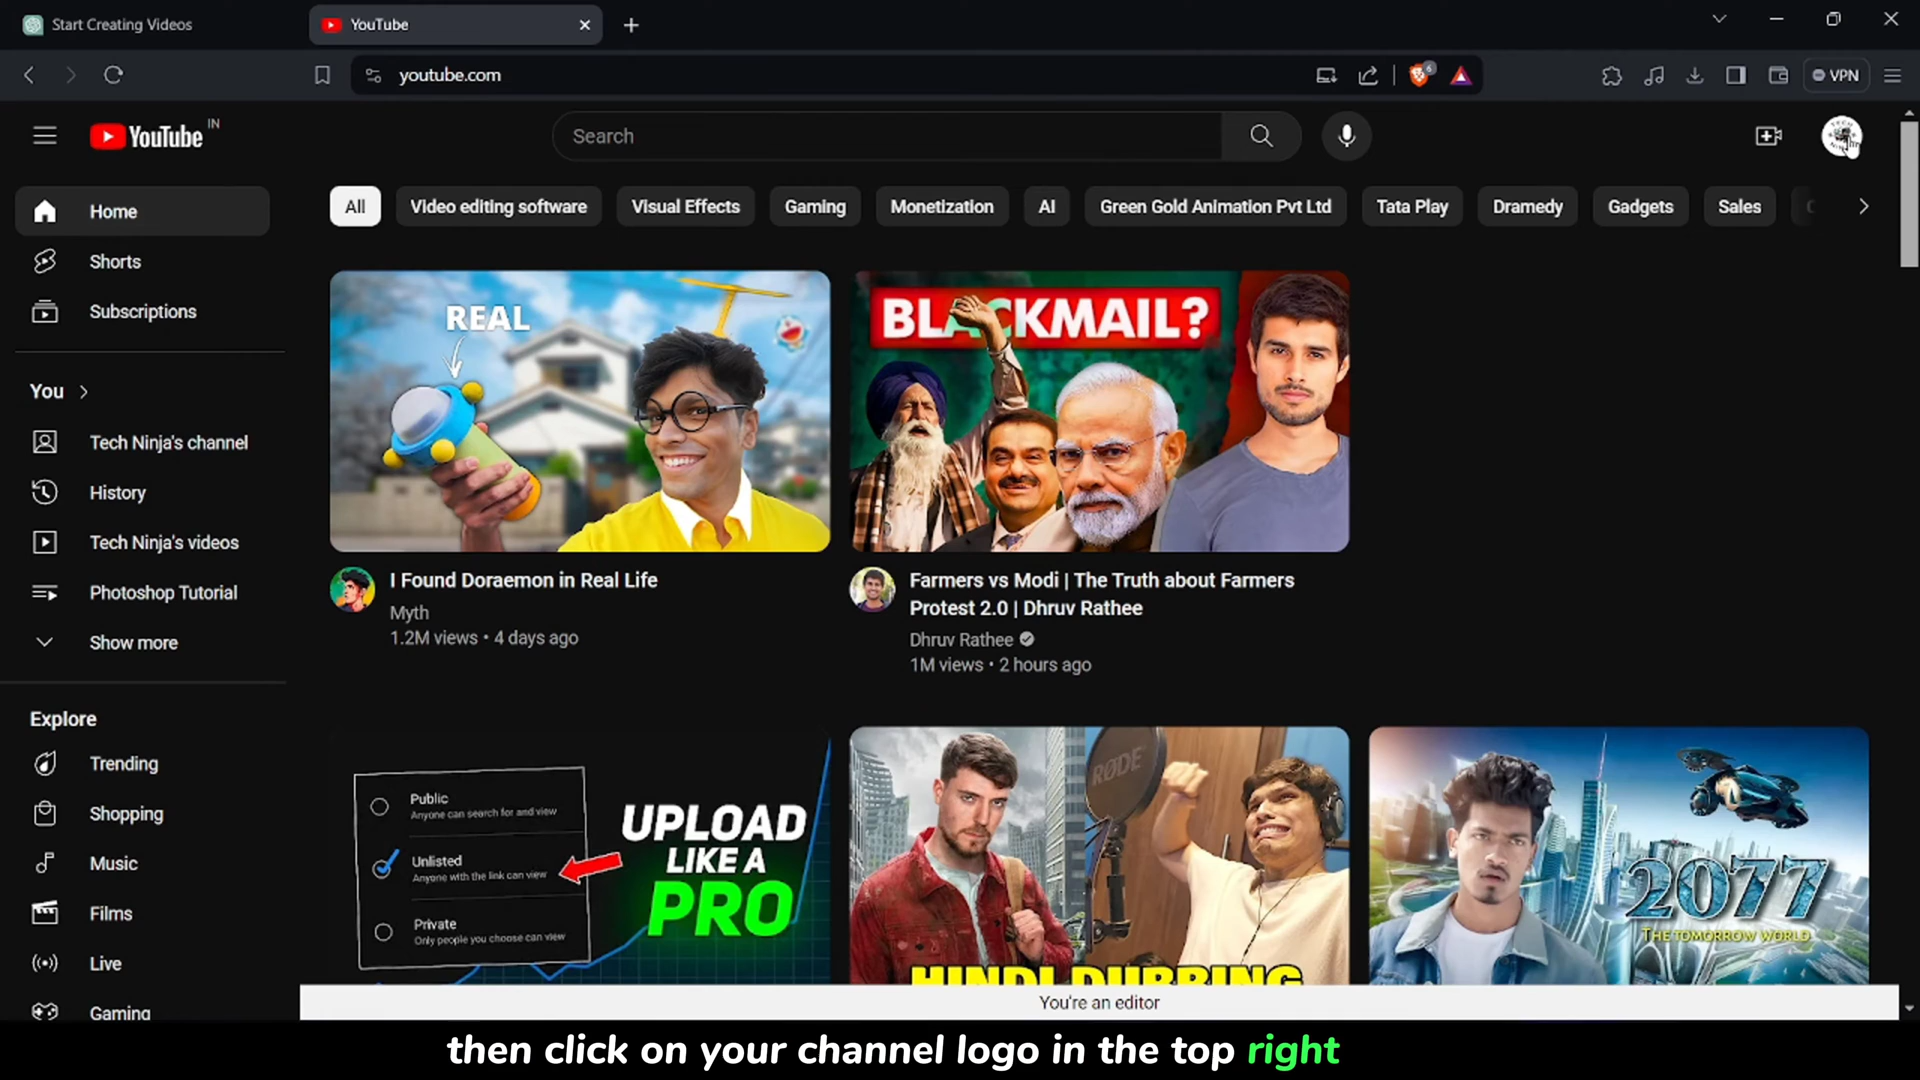 Start Creating Videos
YouTube
youtube.com
6
VPN
YouTube IN
Search
Home
Shorts
Subscriptions
You
Tech Ninja's channel
History
Tech Ninja's videos
Photoshop Tutorial
Show more
Explore
Trending
Shopping
Music
Films
Live
Gaming
All
Video editing software
Visual Effects
Gaming
Monetization
AI
Green Gold Animation Pvt Ltd
Tata Play
Dramedy
Gadgets
Sales
REAL
I Found Doraemon in Real Life
Myth
1.2M views • 4 days ago
BLACKMAIL?
Farmers vs Modi | The Truth about Farmers
Protest 2.0 | Dhruv Rathee
Dhruv Rathee
1M views • 2 hours ago
Public
Anyone can search for and view
Unlisted
Anyone with the link can view
Private
Only people you choose can view
UPLOAD
LIKE A
PRO
RØDE
HINDI DUBBING
2077
THE TOMORROW WORLD
You're an editor
then click on your channel logo in the top right